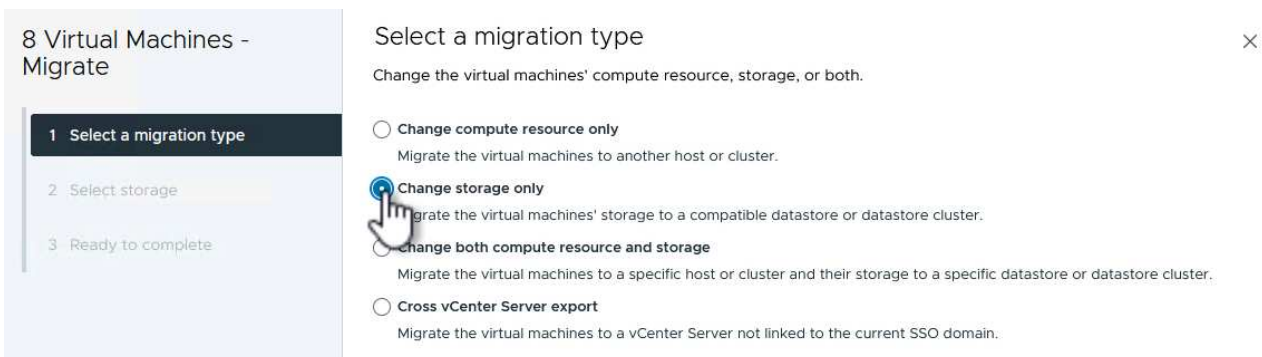 8 Virtual Machines -
Migrate
1 Select a migration type
2 Select storage
3 Ready to complete
Select a migration type
Change the virtual machines' compute resource, storage, or both.
Change compute resource only
Migrate the virtual machines to another host or cluster.
Change storage only
grate the virtual machines' storage to a compatible datastore or datastore cluster.
Change both compute resource and storage
Migrate the virtual machines to a specific host or cluster and their storage to a specific datastore or datastore cluster.
Cross vCenter Server export
Migrate the virtual machines to a vCenter Server not linked to the current SSO domain.